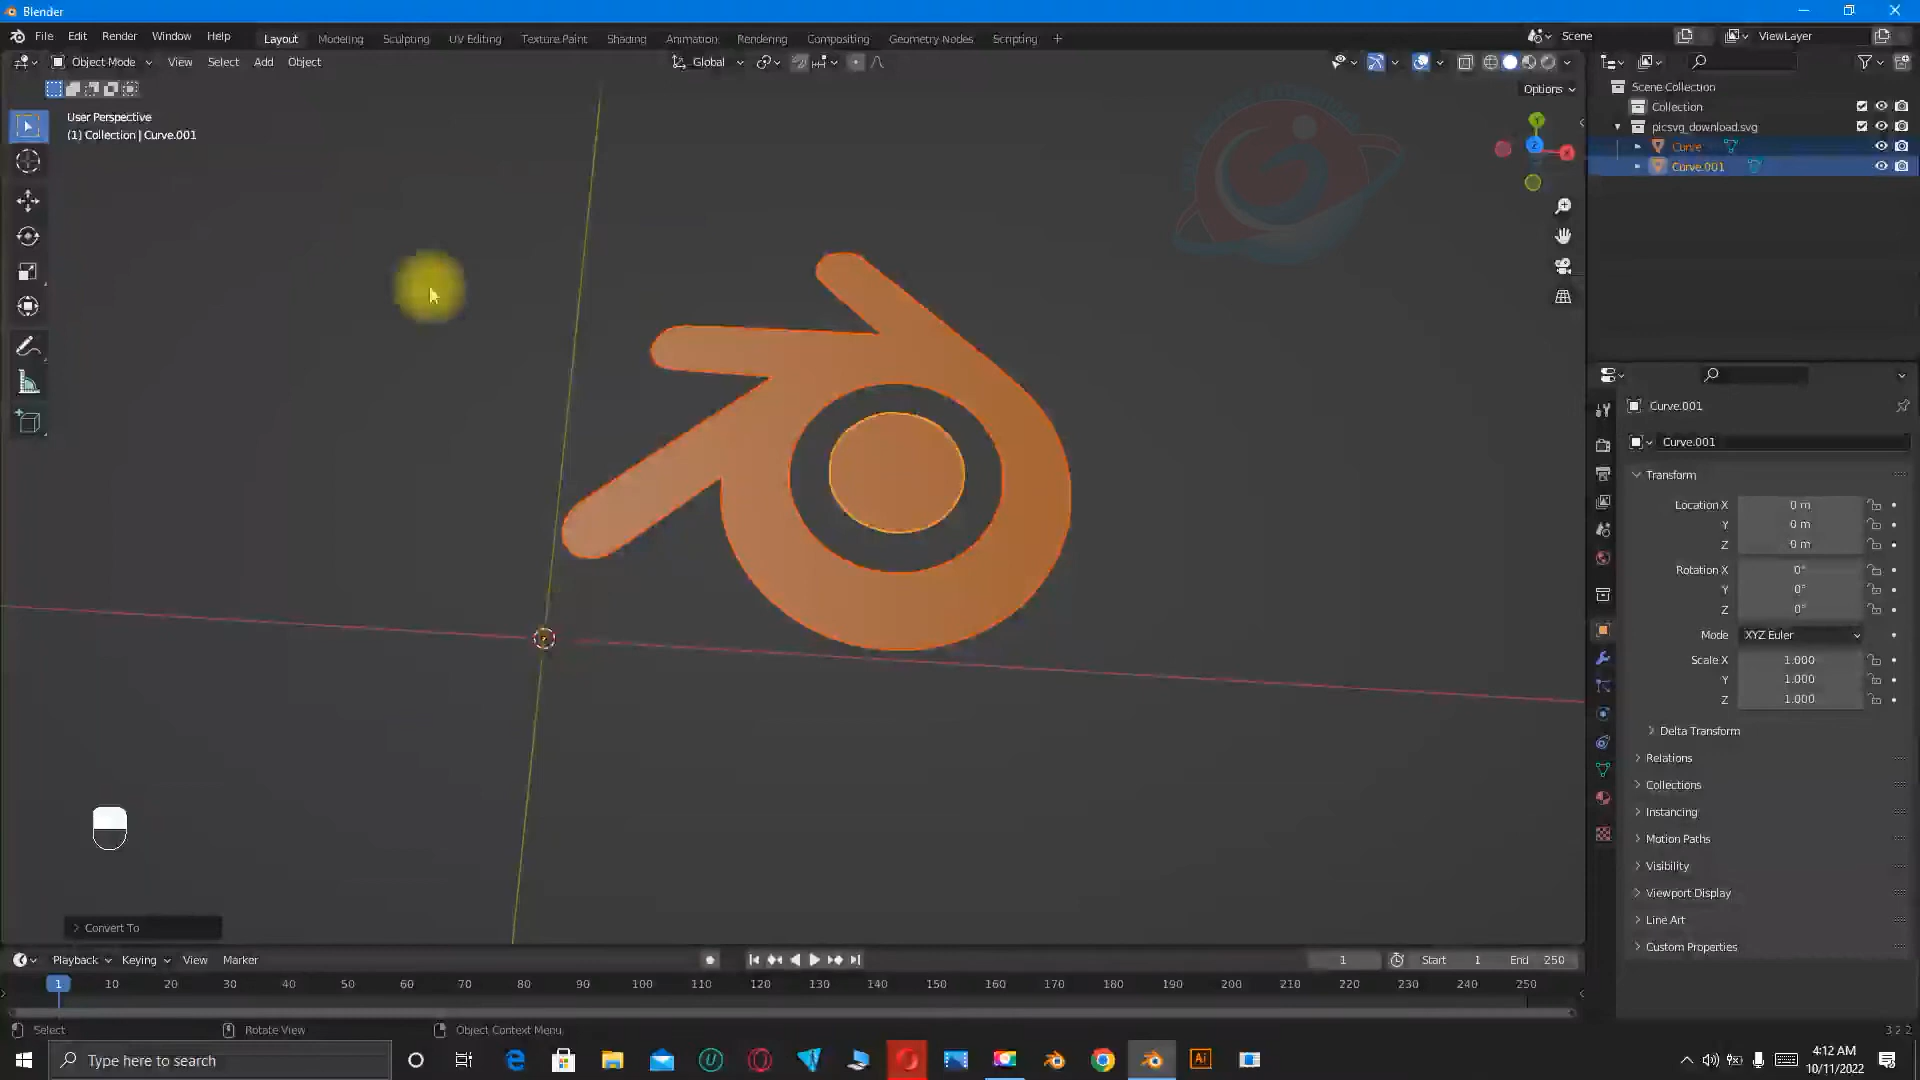 Blender
File Edit Render Window Help
Layout Modeling Sculpting UV Editing Texture Paint Shading Animation Rendering Compositing Geometry Nodes Scripting +
Scene
ViewLayer
Object Mode View Select Add Object
Global
Options
User Perspective
(1) Collection | Curve.001
Y
Z
X
Scene Collection
Collection
picsvg_download.svg
Curve
Curve.001
Curve.001
Curve.001
Transform
Location X 0 m
Y 0 m
Z 0 m
Rotation X 0°
Y 0°
Z 0°
Mode XYZ Euler
Scale X 1.000
Y 1.000
Z 1.000
Delta Transform
Relations
Collections
Instancing
Motion Paths
Visibility
Viewport Display
Line Art
Custom Properties
Convert To
Playback Keying View Marker
1 Start 1 End 250
1 10 20 30 40 50 60 70 80 90 100 110 120 130 140 150 160 170 180 190 200 210 220 230 240 250
Select Rotate View Object Context Menu
3.2.2
Type here to search
4:12 AM
10/11/2022